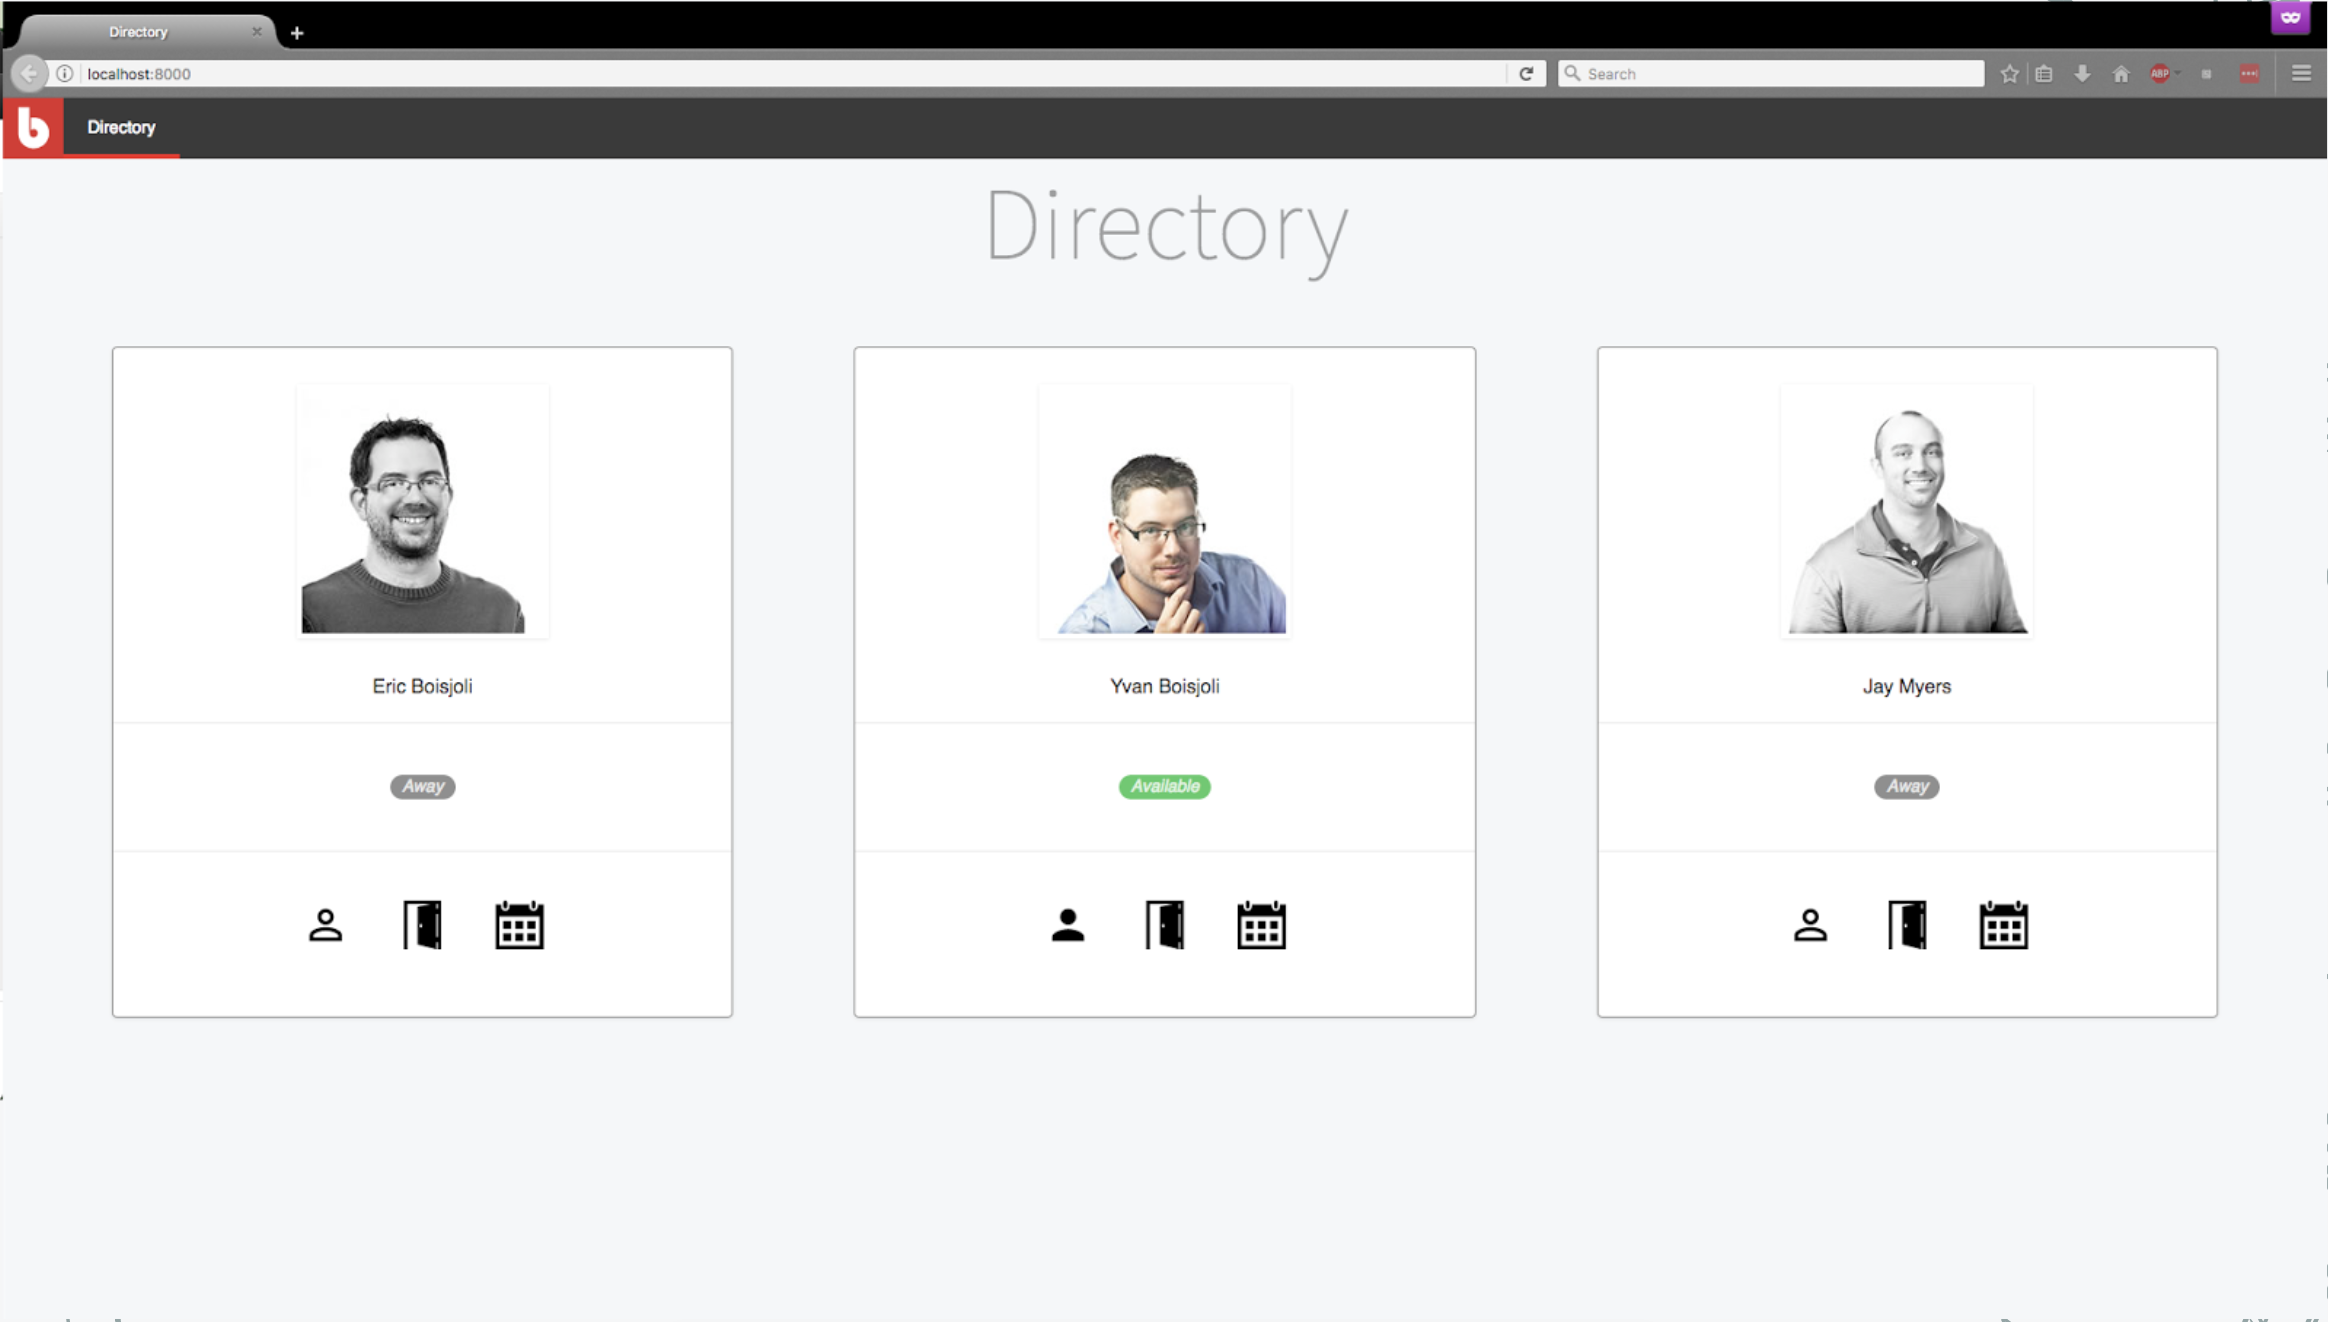 Directory
localhost:8000
Search
ABP
b
Directory
Directory
Eric Boisjoli
Yvan Boisjoli
Jay Myers
Away
Available
Away